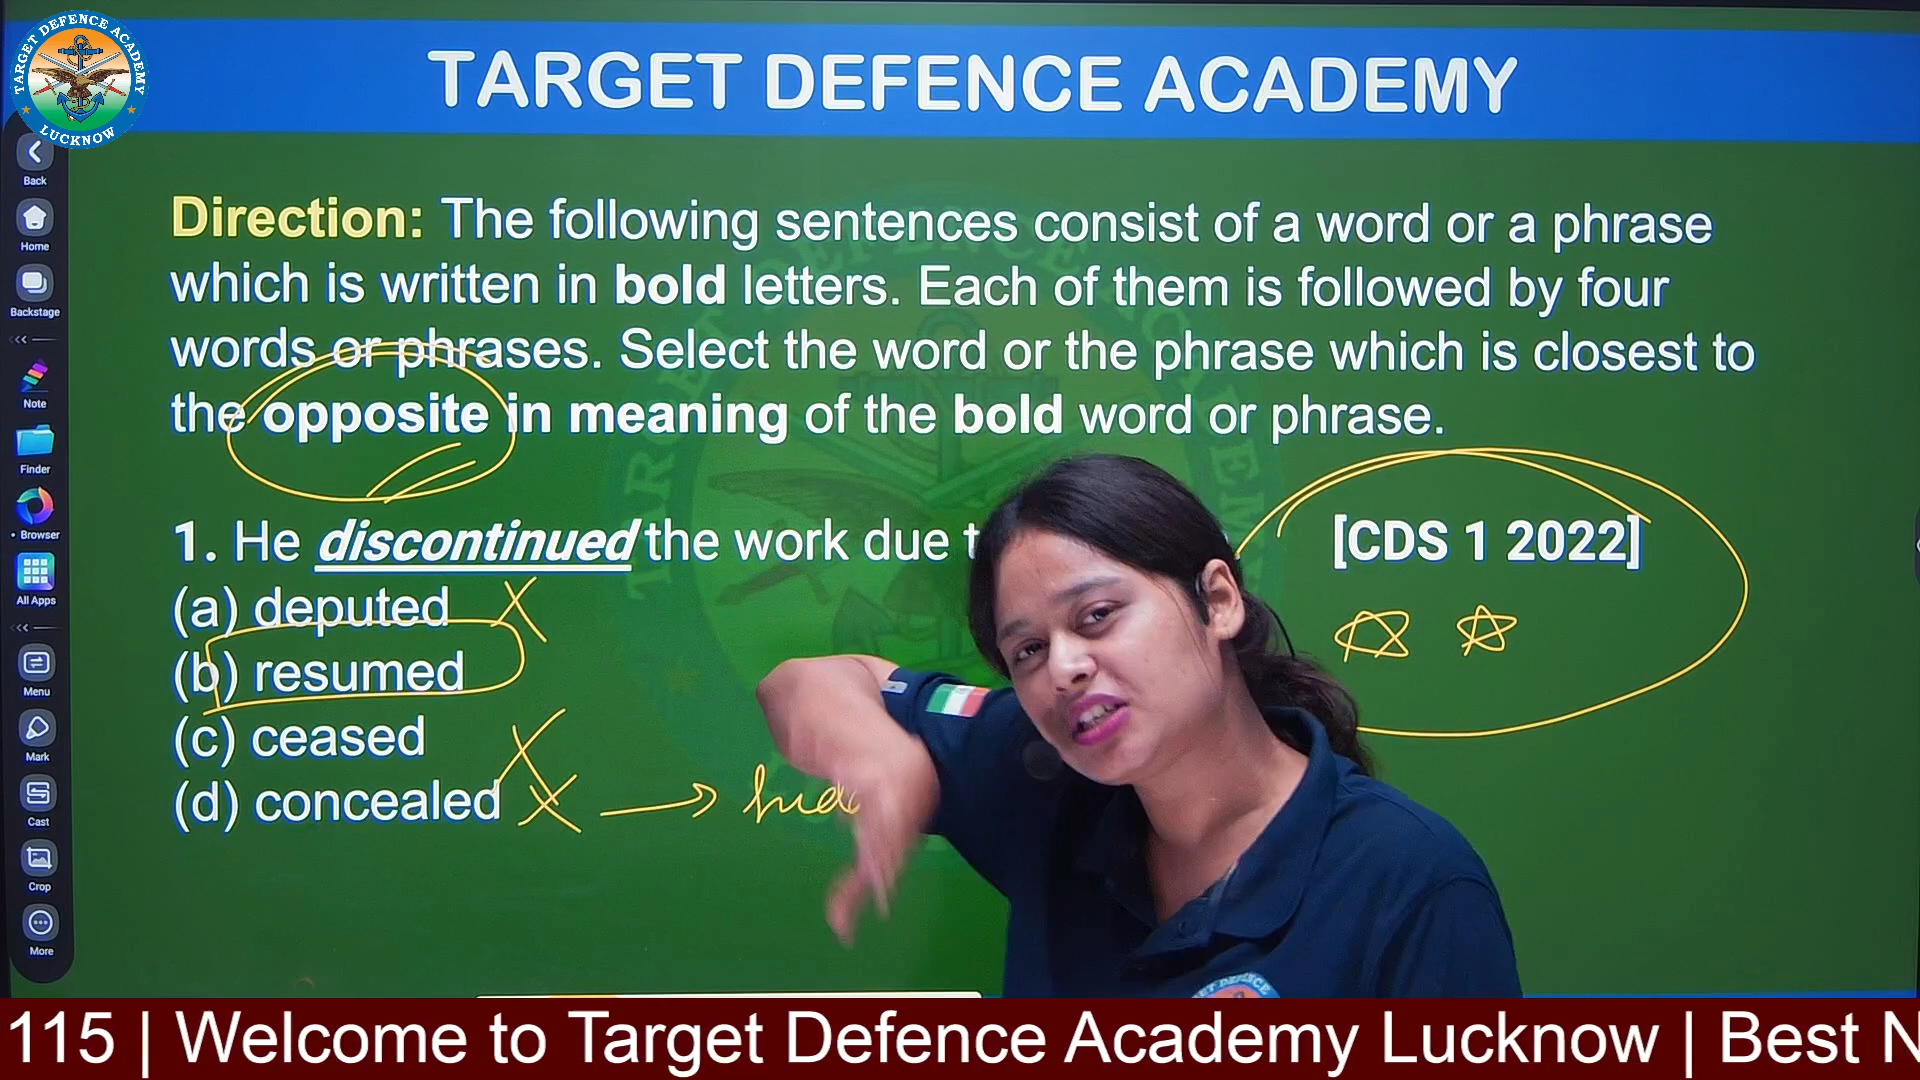 TARGET DEFENCE ACADEMY
LUCKNOW
TARGET DEFENCE ACADEMY
Back
Home
Backstage
Note
Finder
Browser
All Apps
Menu
Mark
Cast
Crop
More
Direction: The following sentences consist of a word or a phrase
which is written in bold letters. Each of them is followed by four
words or phrases. Select the word or the phrase which is closest to
the opposite in meaning of the bold word or phrase.
1. He discontinued the work due t
[CDS 1 2022]
(a) deputed
(b) resumed
(c) ceased
(d) concealed
115 | Welcome to Target Defence Academy Lucknow | Best N